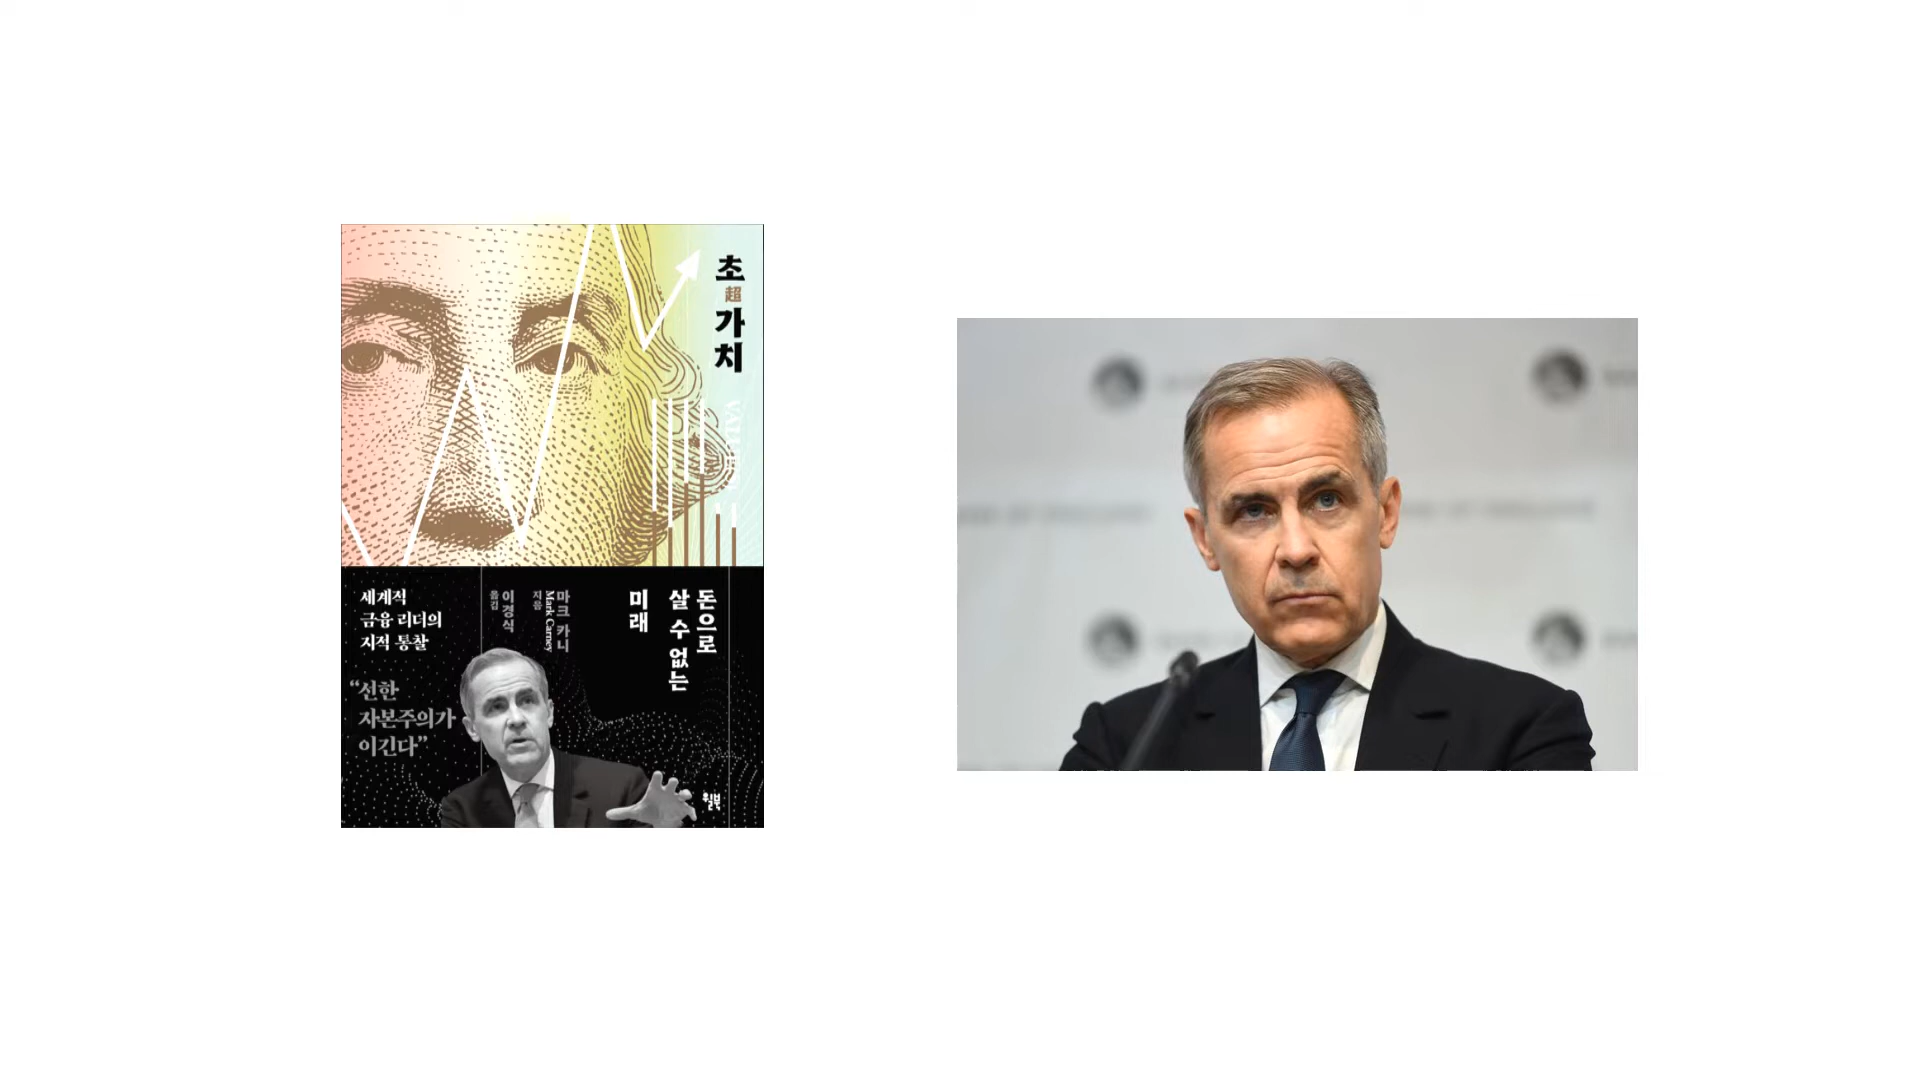 초
超
가
치
돈으로
살 수 없는
미래
마크 카니
Mark Carney
지음
이경식
옮김
세계적
금융 리더의
지적 통찰
“선한
자본주의가
이긴다”
윌북